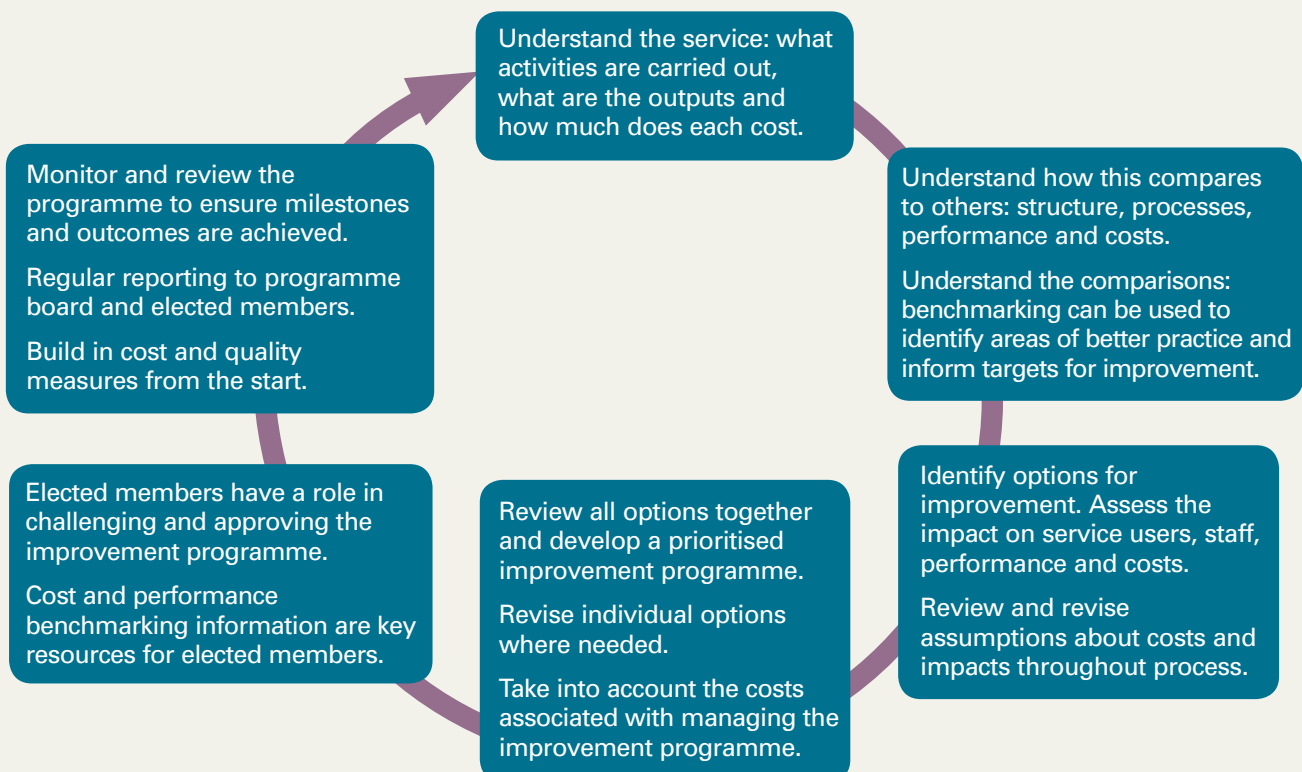 Understand the service: what
activities are carried out,
what are the outputs and
how much does each cost.
Understand how this compares
to others: structure, processes,
performance and costs.
Understand the comparisons:
benchmarking can be used to
identify areas of better practice and
inform targets for improvement.
Identify options for
improvement. Assess the
impact on service users, staff,
performance and costs.
Review and revise
assumptions about costs and
impacts throughout process.
Review all options together
and develop a prioritised
improvement programme.
Revise individual options
where needed.
Take into account the costs
associated with managing the
improvement programme.
Elected members have a role in
challenging and approving the
improvement programme.
Cost and performance
benchmarking information are key
resources for elected members.
Monitor and review the
programme to ensure milestones
and outcomes are achieved.
Regular reporting to programme
board and elected members.
Build in cost and quality
measures from the start.